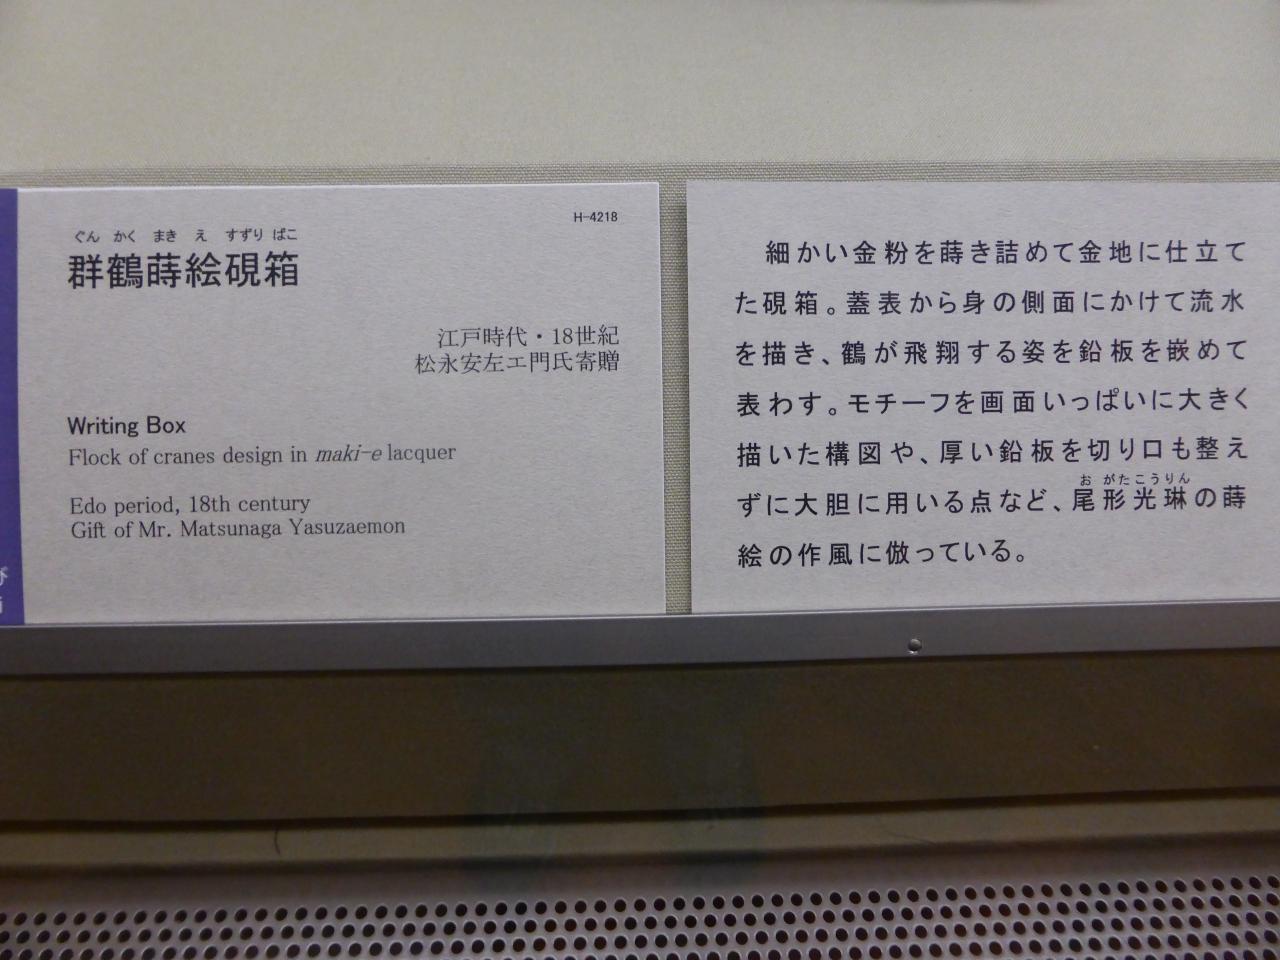 H-4218
ぐん かく まき え すずり ばこ
群鶴蒔絵硯箱
江戸時代・18世紀
松永安左エ門氏寄贈
Writing Box
Flock of cranes design in maki-e lacquer
Edo period, 18th century
Gift of Mr. Matsunaga Yasuzaemon
細かい金粉を蒔き詰めて金地に仕立て
た硯箱。蓋表から身の側面にかけて流水
を描き、鶴が飛翔する姿を鉛板を嵌めて
表わす。モチーフを画面いっぱいに大きく
描いた構図や、厚い鉛板を切り口も整え
お がたこうりん
ずに大胆に用いる点など、尾形光琳の蒔
絵の作風に倣っている。